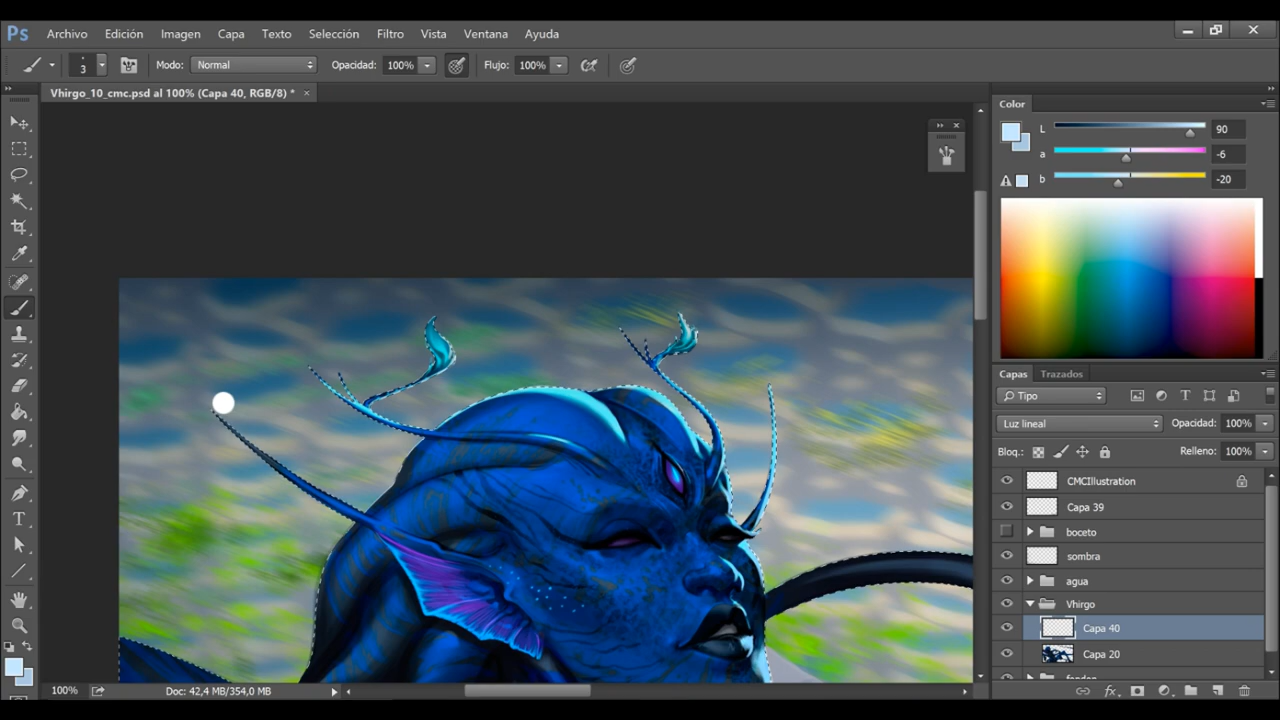 Ps Archivo Edición Imagen Capa Texto Selección Filtro Vista Ventana Ayuda
3 Modo: Normal Opacidad: 100% Flujo: 100%
Vhirgo_10_cmc.psd al 100% (Capa 40, RGB/8) * ×
Color
L 90
a -6
b -20
Capas Trazados
Tipo
Luz lineal Opacidad: 100%
Bloq.: Relleno: 100%
CMCIllustration
Capa 39
boceto
sombra
agua
Vhirgo
Capa 40
Capa 20
100% Doc: 42,4 MB/354,0 MB